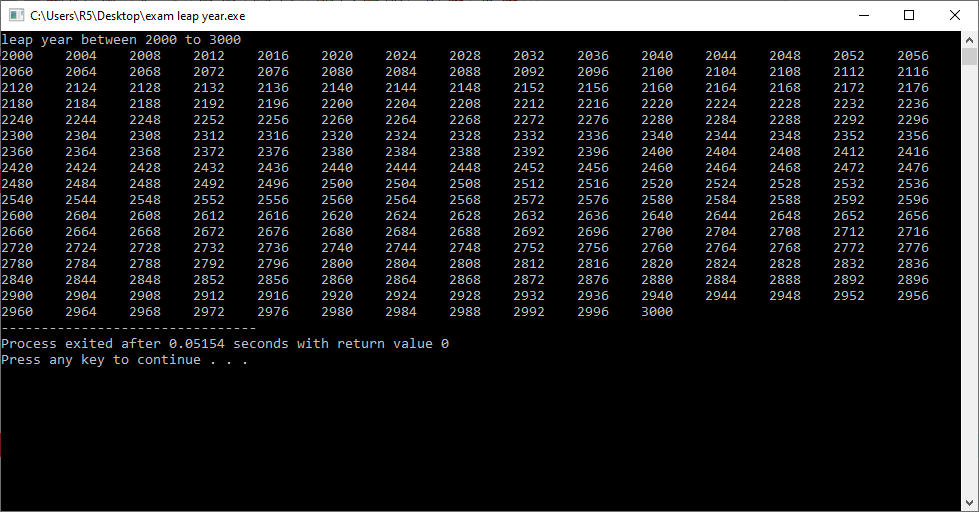 C:\Users\R5\Desktop\exam leap year.exe
leap year between 2000 to 3000
2000 2004 2008 2012 2016 2020 2024 2028 2032 2036 2040 2044 2048 2052 2056
2060 2064 2068 2072 2076 2080 2084 2088 2092 2096 2100 2104 2108 2112 2116
2120 2124 2128 2132 2136 2140 2144 2148 2152 2156 2160 2164 2168 2172 2176
2180 2184 2188 2192 2196 2200 2204 2208 2212 2216 2220 2224 2228 2232 2236
2240 2244 2248 2252 2256 2260 2264 2268 2272 2276 2280 2284 2288 2292 2296
2300 2304 2308 2312 2316 2320 2324 2328 2332 2336 2340 2344 2348 2352 2356
2360 2364 2368 2372 2376 2380 2384 2388 2392 2396 2400 2404 2408 2412 2416
2420 2424 2428 2432 2436 2440 2444 2448 2452 2456 2460 2464 2468 2472 2476
2480 2484 2488 2492 2496 2500 2504 2508 2512 2516 2520 2524 2528 2532 2536
2540 2544 2548 2552 2556 2560 2564 2568 2572 2576 2580 2584 2588 2592 2596
2600 2604 2608 2612 2616 2620 2624 2628 2632 2636 2640 2644 2648 2652 2656
2660 2664 2668 2672 2676 2680 2684 2688 2692 2696 2700 2704 2708 2712 2716
2720 2724 2728 2732 2736 2740 2744 2748 2752 2756 2760 2764 2768 2772 2776
2780 2784 2788 2792 2796 2800 2804 2808 2812 2816 2820 2824 2828 2832 2836
2840 2844 2848 2852 2856 2860 2864 2868 2872 2876 2880 2884 2888 2892 2896
2900 2904 2908 2912 2916 2920 2924 2928 2932 2936 2940 2944 2948 2952 2956
2960 2964 2968 2972 2976 2980 2984 2988 2992 2996 3000
--------------------------------
Process exited after 0.05154 seconds with return value 0
Press any key to continue . . .